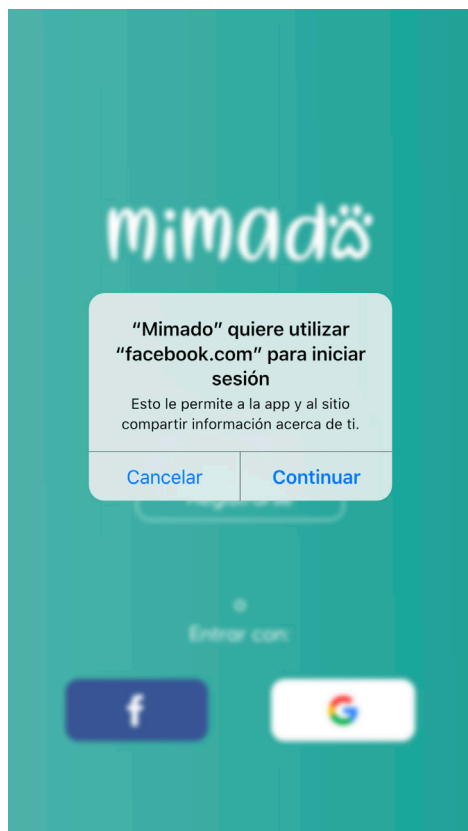 mimado
“Mimado” quiere utilizar
“facebook.com” para iniciar
sesión
Esto le permite a la app y al sitio
compartir información acerca de ti.
Cancelar
Continuar
o
Entrar con:
f
G